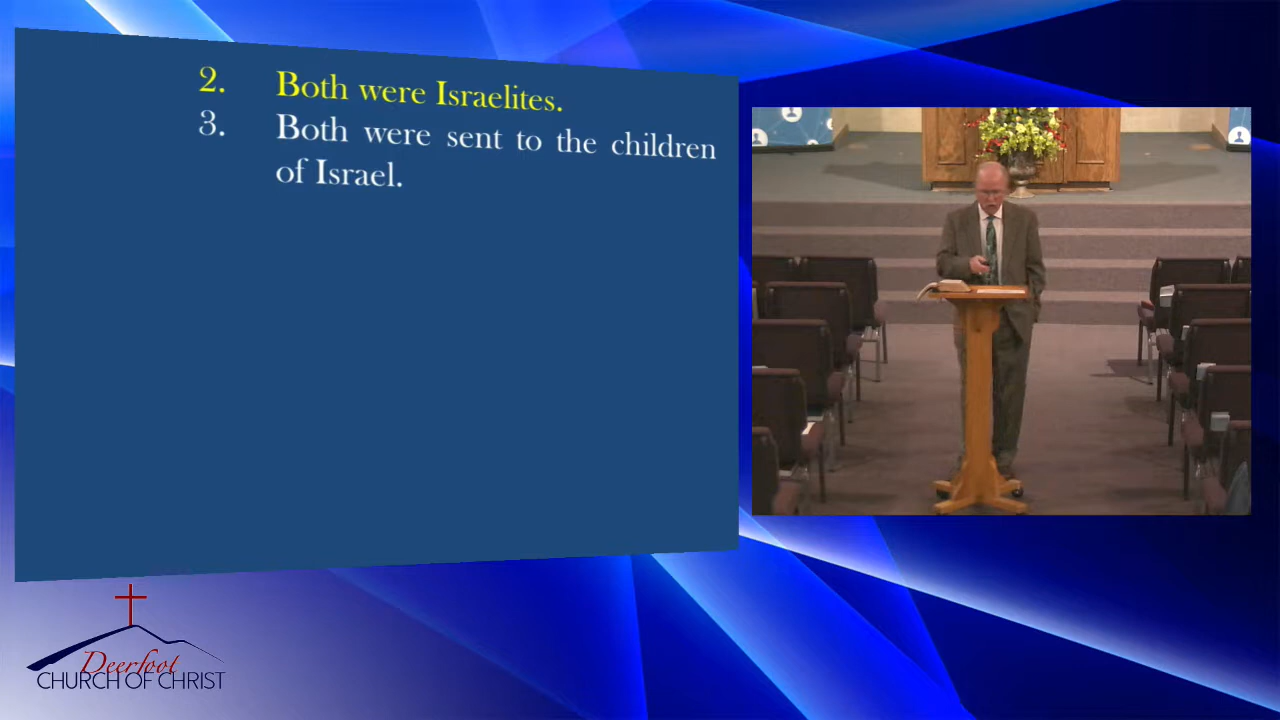 2. Both were Israelites.
3. Both were sent to the children
of Israel.
Deerfoot
CHURCH OF CHRIST